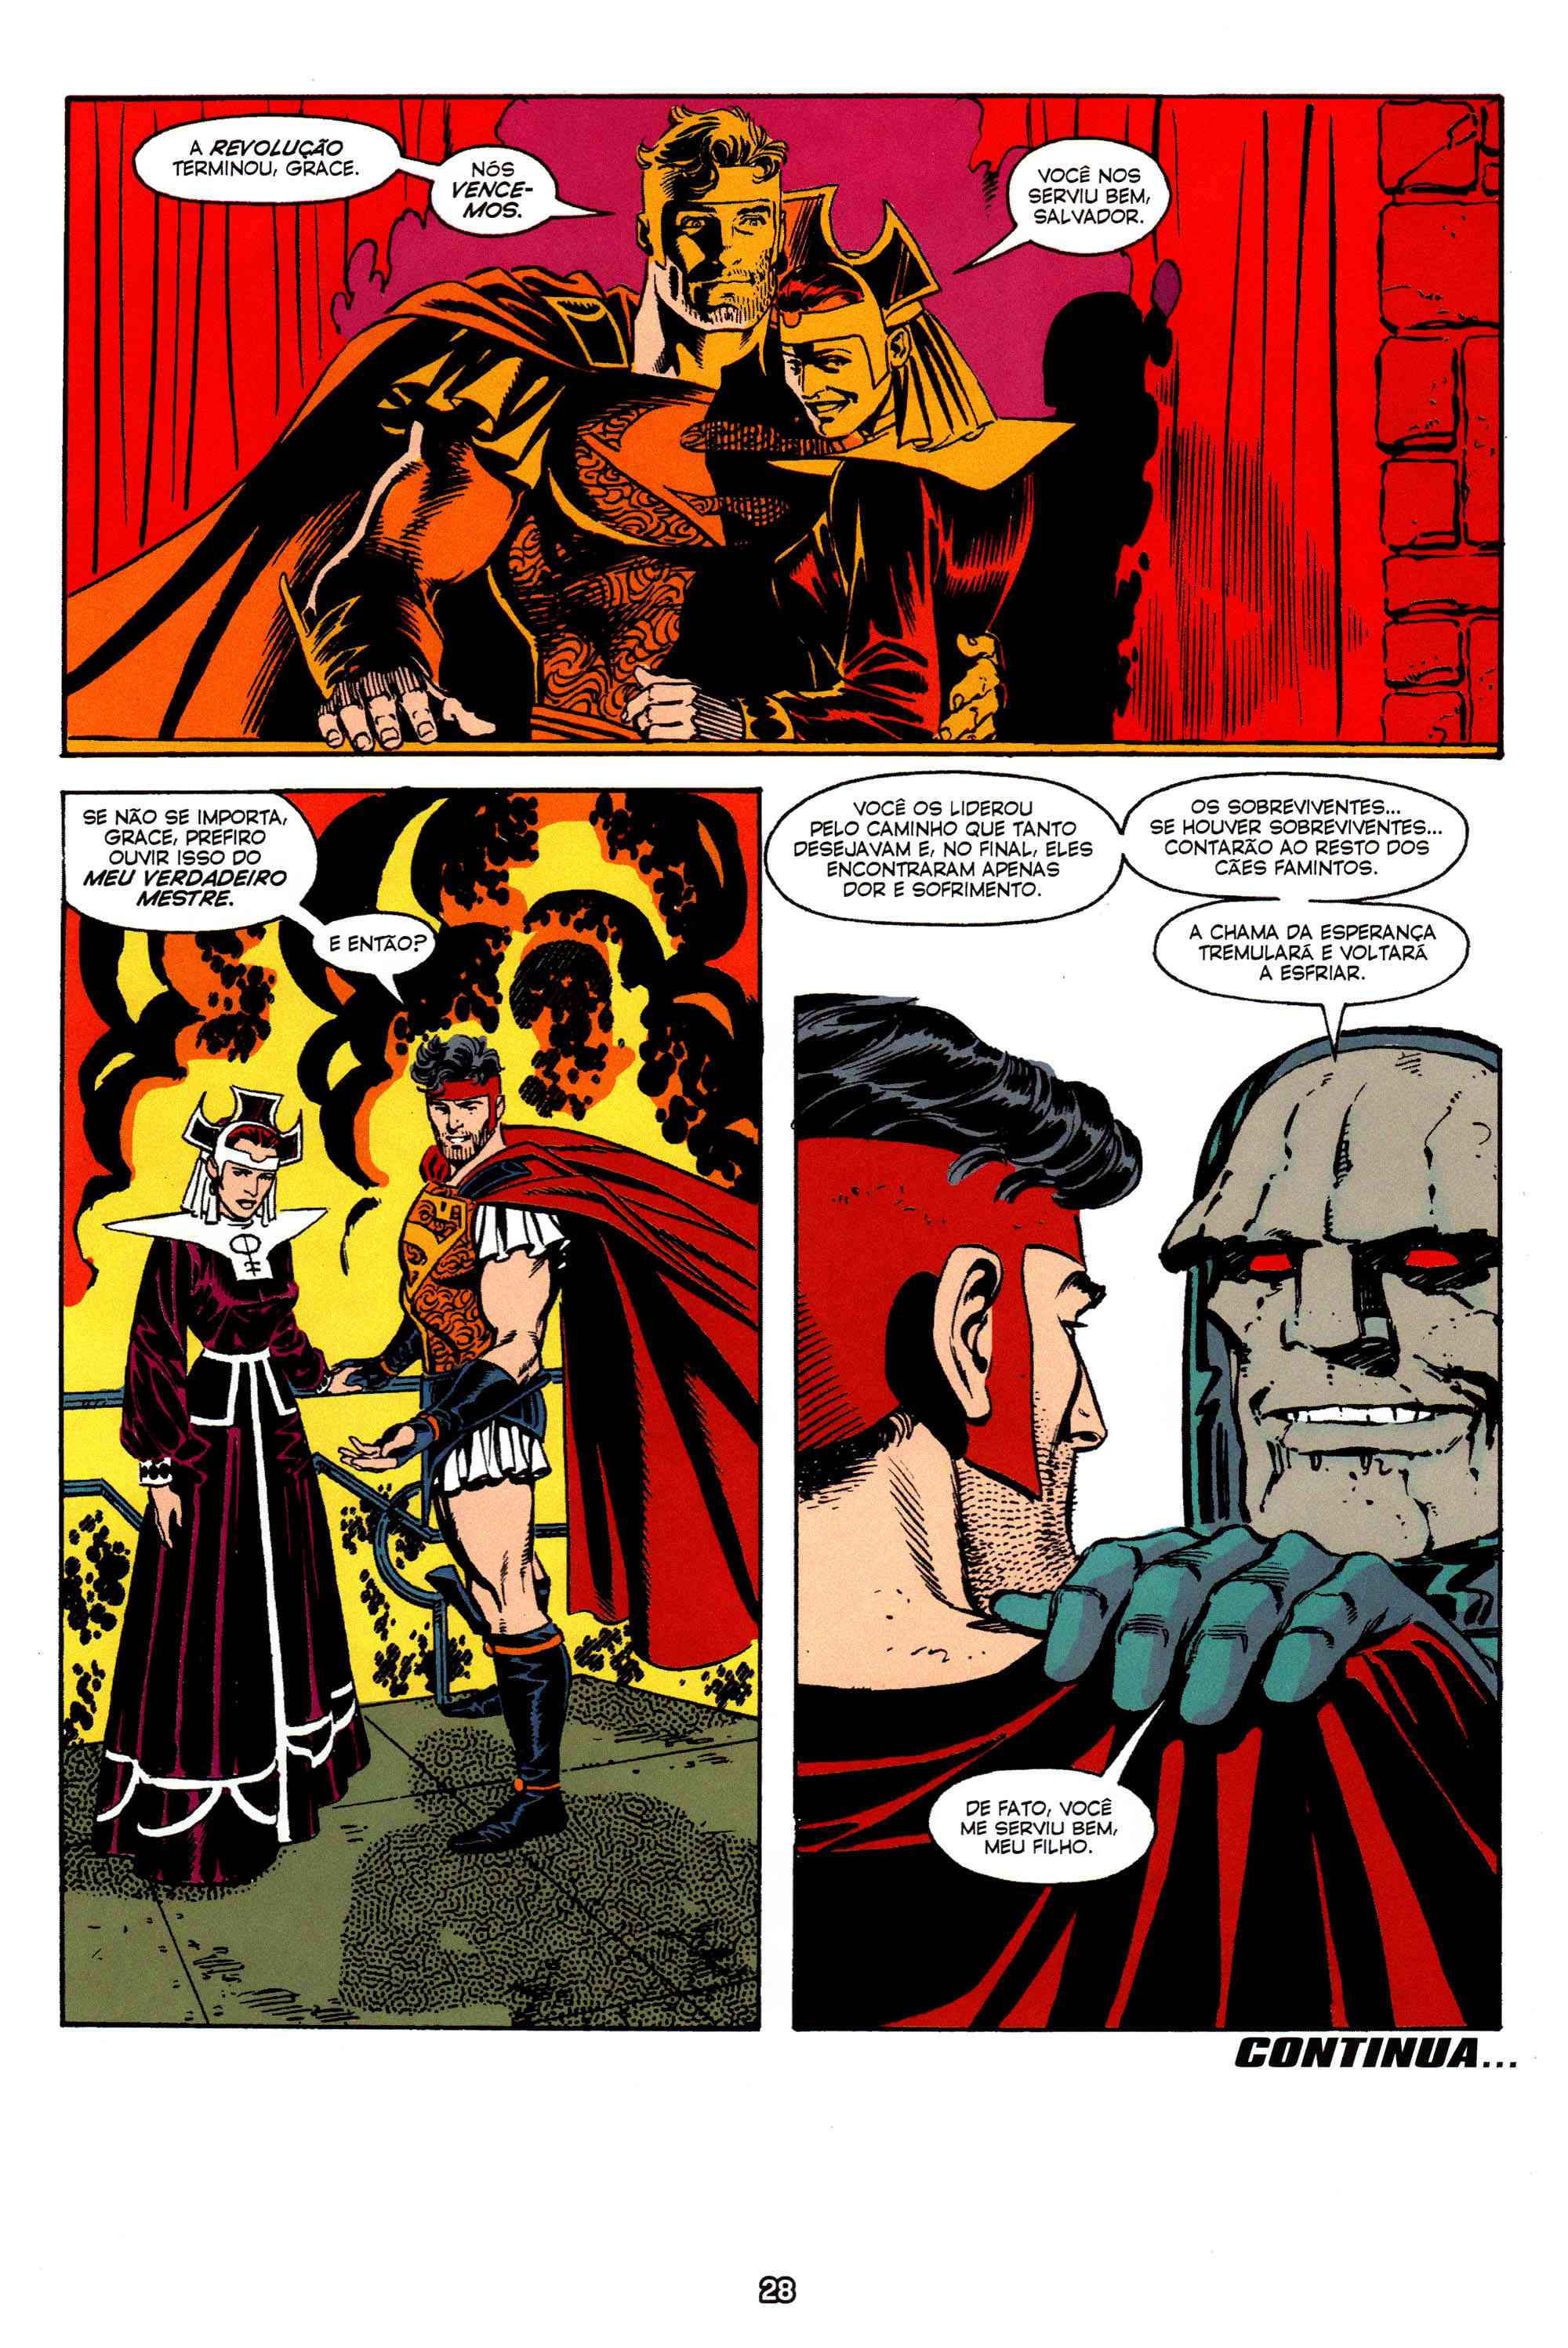 A REVOLUÇÃO
TERMINOU, GRACE.
NÓS
VENCE-
MOS.
VOCÊ NOS
SERVIU BEM,
SALVADOR.
SE NÃO SE IMPORTA,
GRACE, PREFIRO
OUVIR ISSO DO
MEU VERDADEIRO
MESTRE.
E ENTÃO?
VOCÊ OS LIDEROU
PELO CAMINHO QUE TANTO
DESEJAVAM E, NO FINAL, ELES
ENCONTRARAM APENAS
DOR E SOFRIMENTO.
OS SOBREVIVENTES...
SE HOUVER SOBREVIVENTES...
CONTARÃO AO RESTO DOS
CÃES FAMINTOS.
A CHAMA DA ESPERANÇA
TREMULARÁ E VOLTARÁ
A ESFRIAR.
DE FATO, VOCÊ
ME SERVIU BEM,
MEU FILHO.
CONTINUA...
28